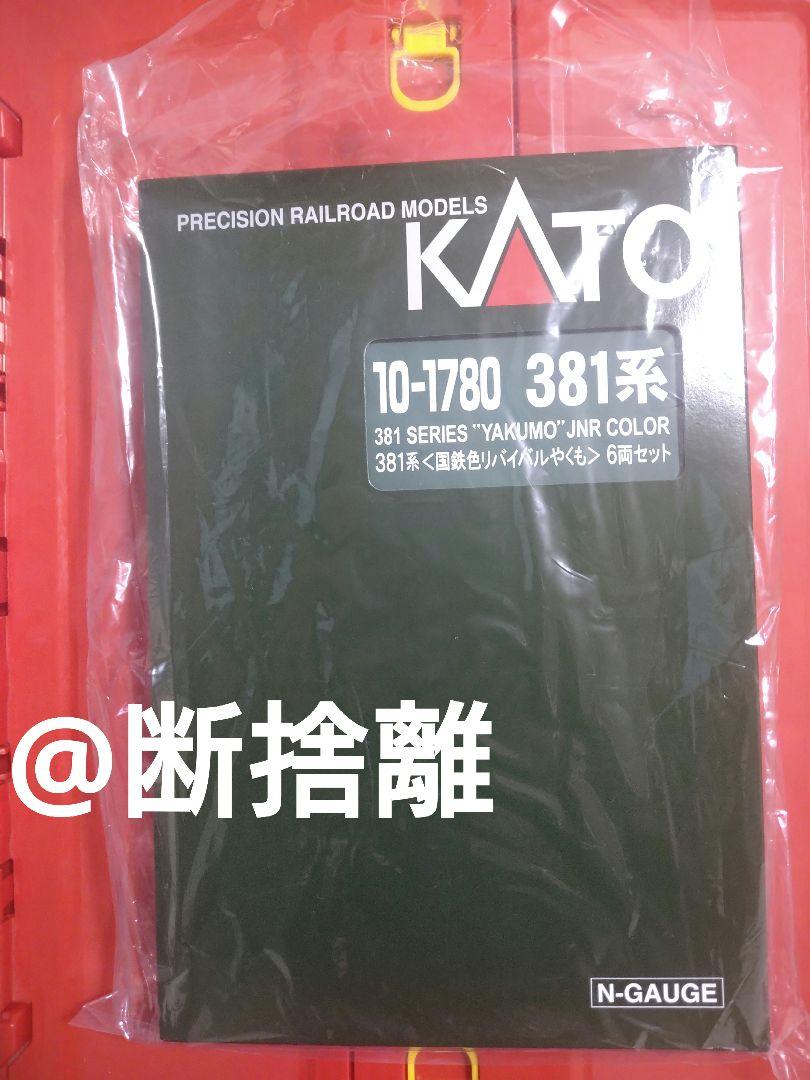 PRECISION RAILROAD MODELS
KATO
10-1780 381系
381 SERIES "YAKUMO" JNR COLOR
381系<国鉄色リバイバルやくも> 6両セット
@断捨離
N-GAUGE